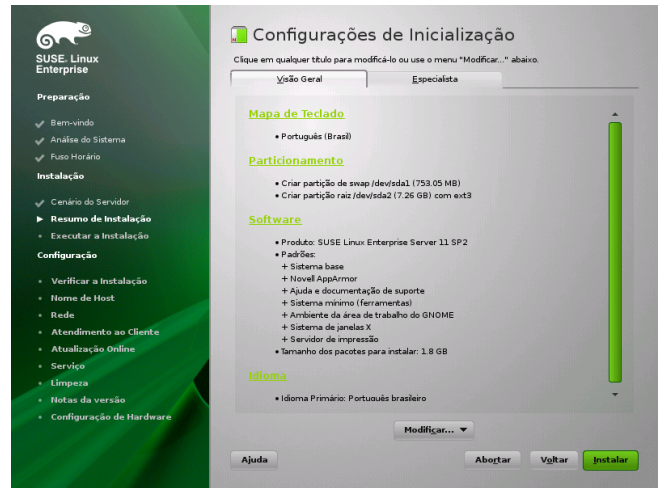 SUSE. Linux
Enterprise
Preparação
Bem-vindo
Análise do Sistema
Fuso Horário
Instalação
Cenário do Servidor
Resumo de Instalação
Executar a Instalação
Configuração
Verificar a Instalação
Nome de Host
Rede
Atendimento ao Cliente
Atualização Online
Serviço
Limpeza
Notas da versão
Configuração de Hardware
Configurações de Inicialização
Clique em qualquer título para modificá-lo ou use o menu "Modificar..." abaixo.
Visão Geral
Especialista
Mapa de Teclado
• Português (Brasil)
Particionamento
• Criar partição de swap /dev/sda1 (753.05 MB)
• Criar partição raiz /dev/sda2 (7.26 GB) com ext3
Software
• Produto: SUSE Linux Enterprise Server 11 SP2
• Padrões:
+ Sistema base
+ Novell AppArmor
+ Ajuda e documentação de suporte
+ Sistema mínimo (ferramentas)
+ Ambiente da área de trabalho do GNOME
+ Sistema de janelas X
+ Servidor de impressão
• Tamanho dos pacotes para instalar: 1.8 GB
Idioma
• Idioma Primário: Português brasileiro
Modificar...
Ajuda
Abortar
Voltar
Instalar